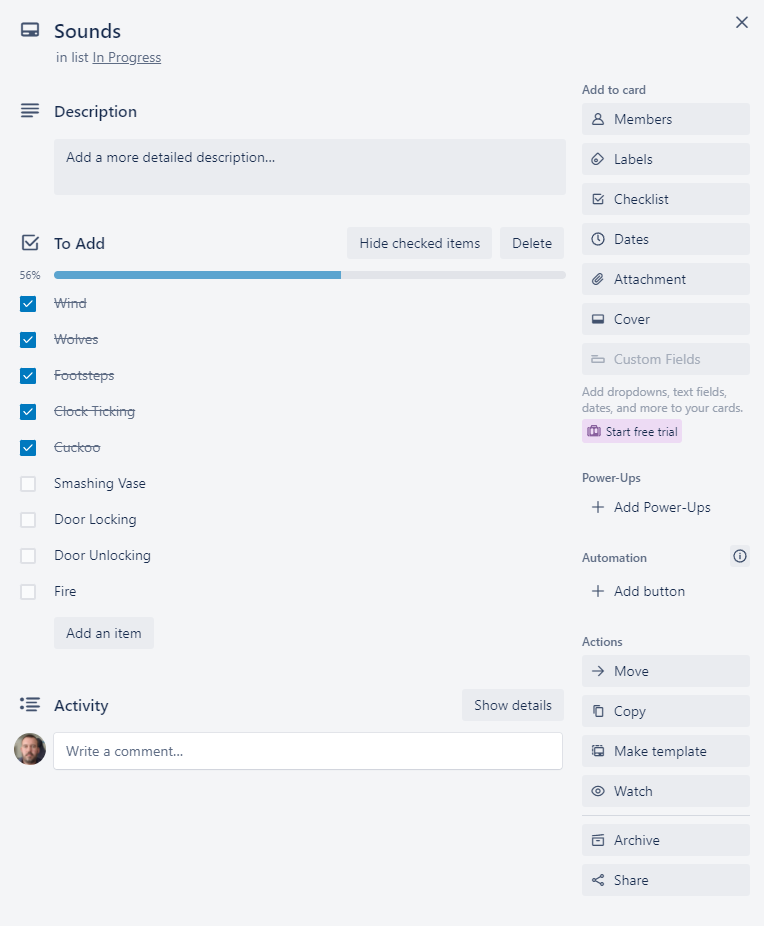 Sounds
in list In Progress
Description
Add a more detailed description...
To Add
Hide checked items
Delete
56%
Wind
Wolves
Footsteps
Clock Ticking
Cuckoo
Smashing Vase
Door Locking
Door Unlocking
Fire
Add an item
Activity
Show details
Write a comment...
Add to card
Members
Labels
Checklist
Dates
Attachment
Cover
Custom Fields
Add dropdowns, text fields,
dates, and more to your cards.
Start free trial
Power-Ups
Add Power-Ups
Automation
Add button
Actions
Move
Copy
Make template
Watch
Archive
Share